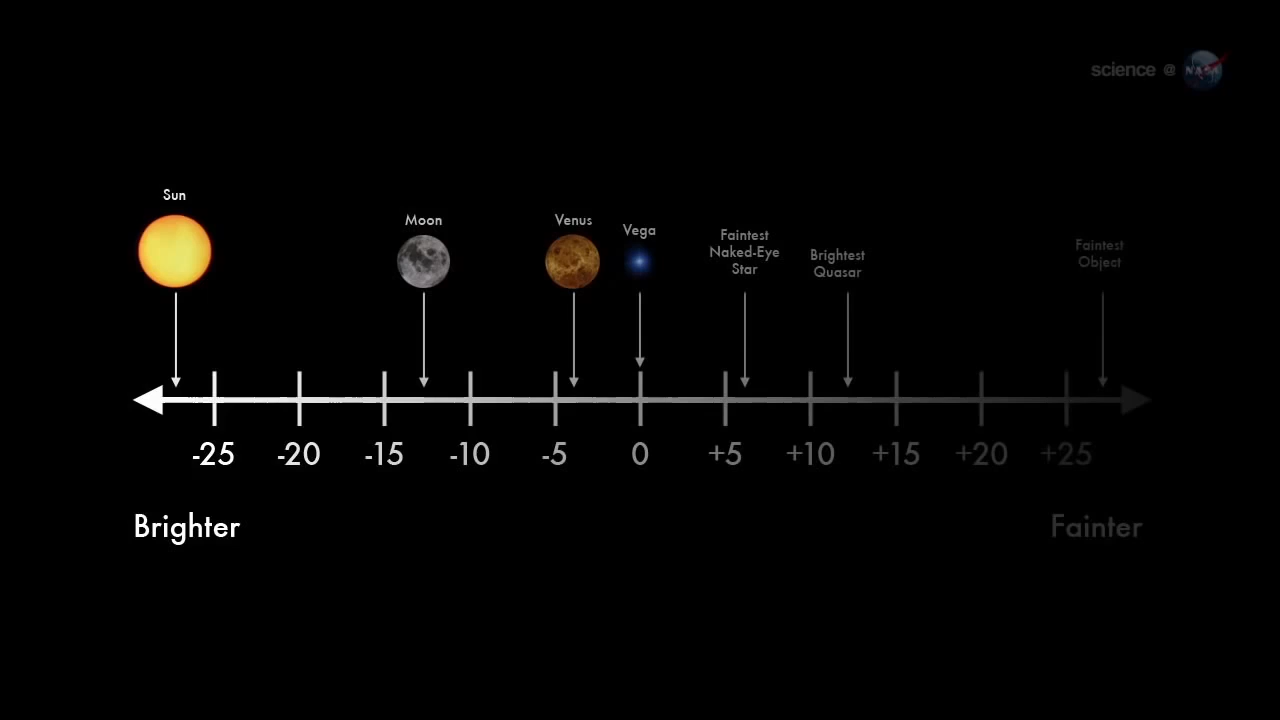 science @ NASA
Sun
Moon
Venus
Vega
Faintest
Naked-Eye
Star
Brightest
Quasar
Faintest
Object
-25 -20 -15 -10 -5 0 +5 +10 +15 +20 +25
Brighter
Fainter